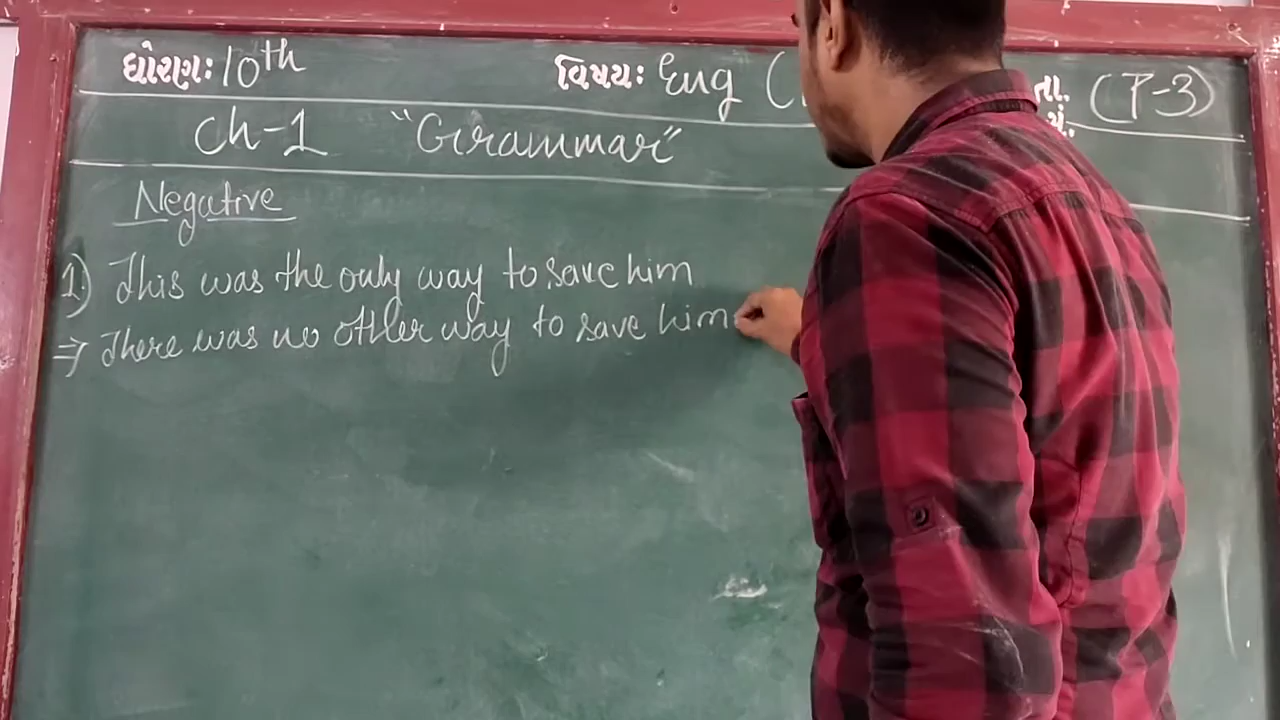 ધોરણ: 10th વિષય: Eng ( તા. (P-3)
Ch-1 "Grammar"
Negative
1) This was the only way to save him
⇒ There was no other way to save him